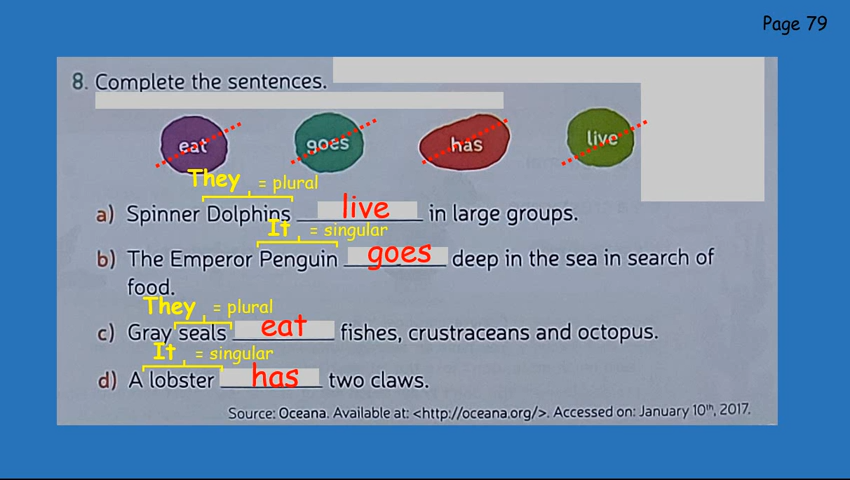 Page 79
8. Complete the sentences.
eat goes has live
They = plural
a) Spinner Dolphins live in large groups.
It = singular
b) The Emperor Penguin goes deep in the sea in search of
food.
They = plural
c) Gray seals eat fishes, crustaceans and octopus.
It = singular
d) A lobster has two claws.
Source: Oceana. Available at: <http://oceana.org/>. Accessed on: January 10th, 2017.